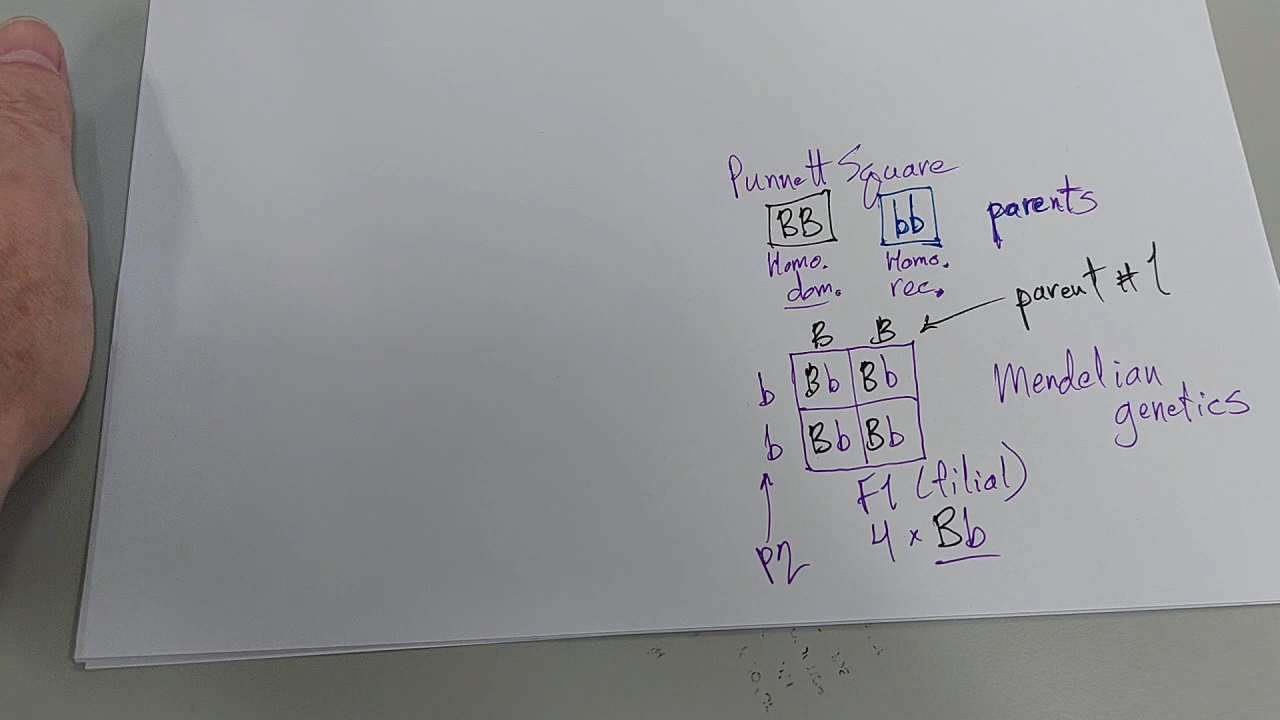 Punnett Square
BB bb parents
Homo. Homo.
dom. rec.
parent #1
B B
b Bb Bb
b Bb Bb
Mendelian
genetics
F1 (filial)
4 × Bb
P2